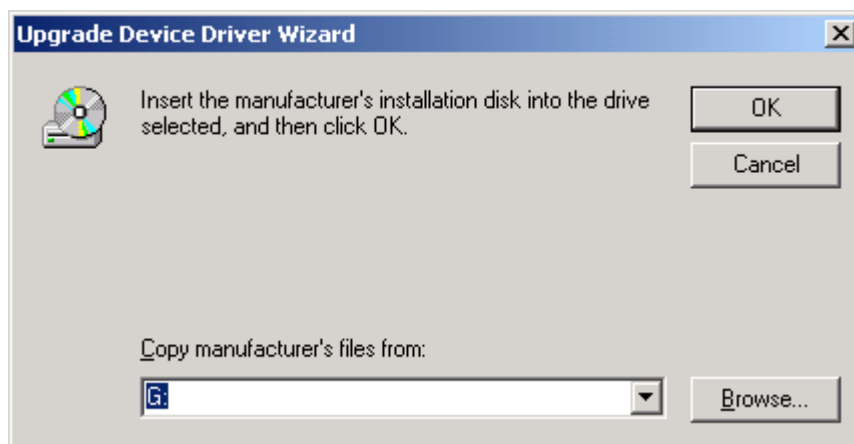 Upgrade Device Driver Wizard
Insert the manufacturer's installation disk into the drive
selected, and then click OK.
OK
Cancel
Copy manufacturer's files from:
G:
Browse...